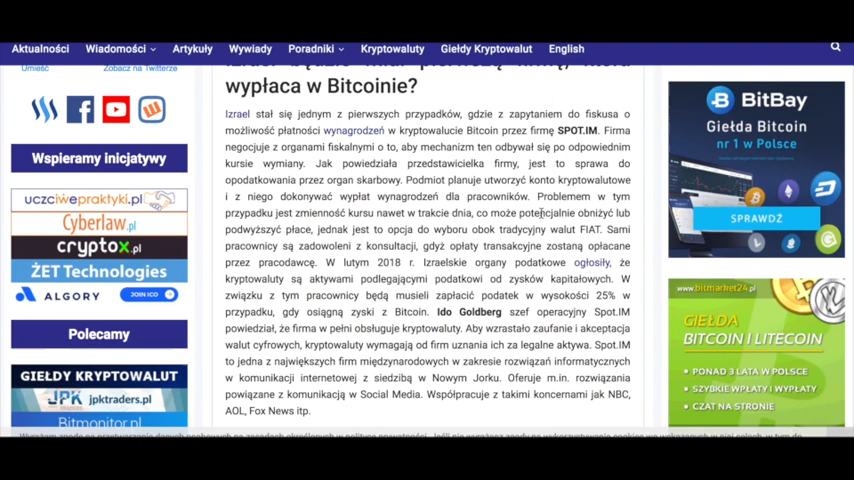 Aktualności Wiadomości Artykuły Wywiady Poradniki Kryptowaluty Giełdy Kryptowalut English
Umieść Zobacz na Twitterze
Wspieramy inicjatywy
uczciwepraktyki.pl
Cyberlaw.pl
cryptox.pl
ŻET Technologies
ALGORY JOIN ICO
Polecamy
GIEŁDY KRYPTOWALUT
JPK jpktraders.pl
Bitmonitor.pl
Izrael będzie miał pierwszą firmę, która
wypłaca w Bitcoinie?
Izrael stał się jednym z pierwszych przypadków, gdzie z zapytaniem do fiskusa o
możliwość płatności wynagrodzeń w kryptowalucie Bitcoin przez firmę SPOT.IM. Firma
negocjuje z organami fiskalnymi o to, aby mechanizm ten odbywał się po odpowiednim
kursie wymiany. Jak powiedziała przedstawicielka firmy, jest to sprawa do
opodatkowania przez organ skarbowy. Podmiot planuje utworzyć konto kryptowalutowe
i z niego dokonywać wypłat wynagrodzeń dla pracowników. Problemem w tym
przypadku jest zmienność kursu nawet w trakcie dnia, co może potencjalnie obniżyć lub
podwyższyć płace, jednak jest to opcja do wyboru obok tradycyjny walut FIAT. Sami
pracownicy są zadowoleni z konsultacji, gdyż opłaty transakcyjne zostaną opłacane
przez pracodawcę. W lutym 2018 r. Izraelskie organy podatkowe ogłosiły, że
kryptowaluty są aktywami podlegającymi podatkowi od zysków kapitałowych. W
związku z tym pracownicy będą musieli zapłacić podatek w wysokości 25% w
przypadku, gdy osiągną zyski z Bitcoin. Ido Goldberg szef operacyjny Spot.IM
powiedział, że firma w pełni obsługuje kryptowaluty. Aby wzrastało zaufanie i akceptacja
walut cyfrowych, kryptowaluty wymagają od firm uznania ich za legalne aktywa. Spot.IM
to jedna z największych firm międzynarodowych w zakresie rozwiązań informatycznych
w komunikacji internetowej z siedzibą w Nowym Jorku. Oferuje m.in. rozwiązania
powiązane z komunikacją w Social Media. Współpracuje z takimi koncernami jak NBC,
AOL, Fox News itp.
BitBay
Giełda Bitcoin
nr 1 w Polsce
SPRAWDŹ
www.bitmarket24.pl
GIEŁDA
BITCOIN I LITECOIN
PONAD 3 LATA W POLSCE
SZYBKIE WPŁATY I WYPŁATY
CZAT NA STRONIE